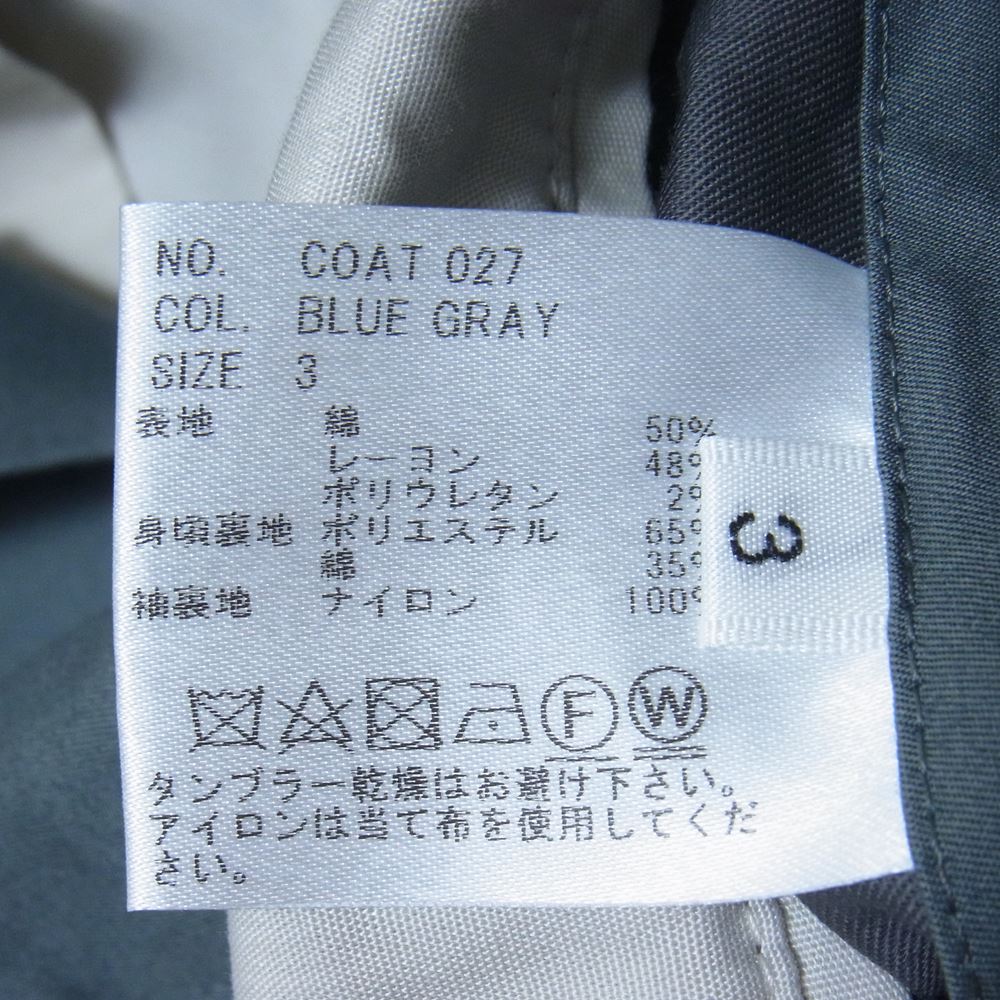 NO. COAT 027
COL. BLUE GRAY
SIZE 3
表地 綿 50%
レーヨン 48%
ポリウレタン 2%
身頃裏地 ポリエステル 65%
綿 35%
袖裏地 ナイロン 100%
3
F W
タンブラー乾燥はお避け下さい。
アイロンは当て布を使用してくだ
さい。